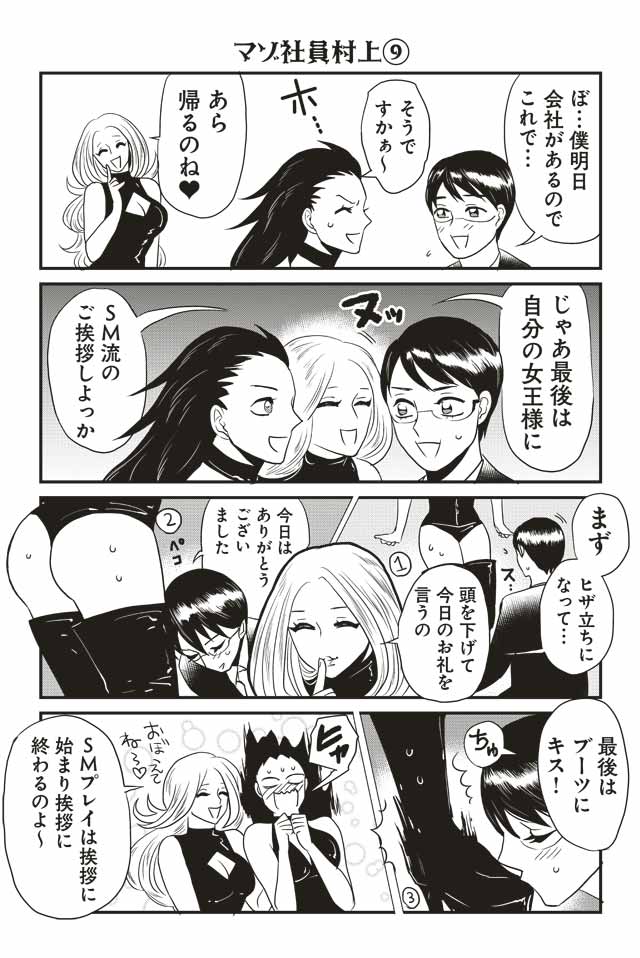 マゾ社員村上⑨
ぼ…僕明日
会社があるので
これで…
そうで
すかぁ～
ホ…
あら
帰るのね♥
じゃあ最後は
自分の女王様に
ヌッ
SM流の
ご挨拶しよっか
まず
ヒザ立ちに
なって…
ス…
①
頭を下げて
今日のお礼を
言うの
今日は
ありがとう
ござい
ました
ペコ
②
最後は
ブーツに
キス！
ちゅ
③
ヒャ
おぼえて
ね～♡
SMプレイは挨拶に
始まり挨拶に
終わるのよ～